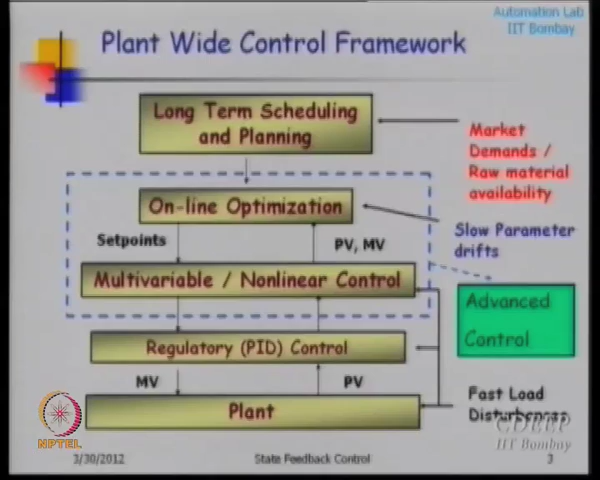 Automation Lab
IIT Bombay
Plant Wide Control Framework
Long Term Scheduling
and Planning
Market
Demands /
Raw material
availability
On-line Optimization
Setpoints
PV, MV
Slow Parameter
drifts
Multivariable / Nonlinear Control
Advanced
Control
Regulatory (PID) Control
MV
PV
Fast Load
Disturbances
Plant
CDEEP
IIT Bombay
NPTEL
3/30/2012
State Feedback Control
3